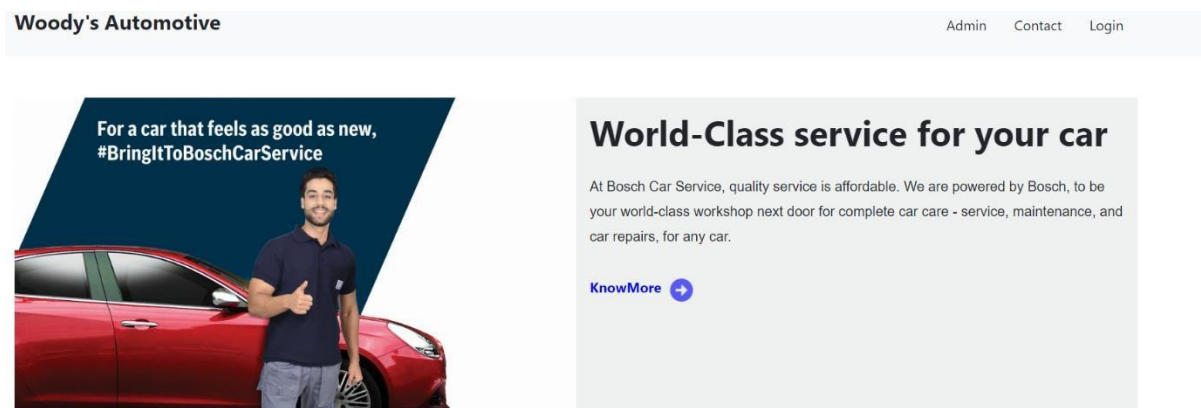 Woody's Automotive
Admin Contact Login
For a car that feels as good as new,
#BringItToBoschCarService
World-Class service for your car
At Bosch Car Service, quality service is affordable. We are powered by Bosch, to be
your world-class workshop next door for complete car care - service, maintenance, and
car repairs, for any car.
KnowMore